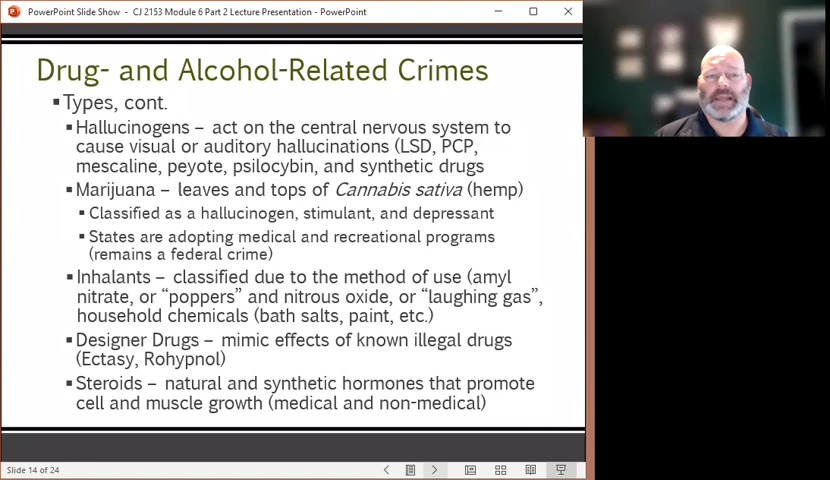 PowerPoint Slide Show - CJ 2153 Module 6 Part 2 Lecture Presentation - PowerPoint
Drug- and Alcohol-Related Crimes
▪Types, cont.
▪Hallucinogens – act on the central nervous system to
cause visual or auditory hallucinations (LSD, PCP,
mescaline, peyote, psilocybin, and synthetic drugs
▪Marijuana – leaves and tops of Cannabis sativa (hemp)
▪Classified as a hallucinogen, stimulant, and depressant
▪States are adopting medical and recreational programs
(remains a federal crime)
▪Inhalants – classified due to the method of use (amyl
nitrate, or “poppers” and nitrous oxide, or “laughing gas”,
household chemicals (bath salts, paint, etc.)
▪Designer Drugs – mimic effects of known illegal drugs
(Ectasy, Rohypnol)
▪Steroids – natural and synthetic hormones that promote
cell and muscle growth (medical and non-medical)
Slide 14 of 24